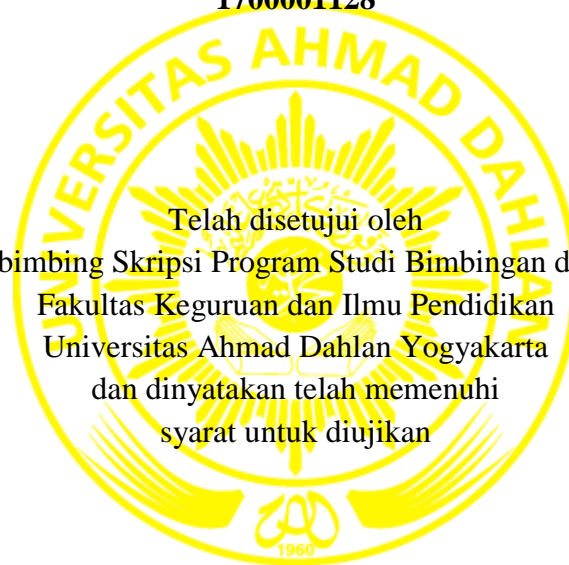 1700001128
UNIVERSITAS AHMAD DAHLAN
Telah disetujui oleh
bimbing Skripsi Program Studi Bimbingan d
Fakultas Keguruan dan Ilmu Pendidikan
Universitas Ahmad Dahlan Yogyakarta
dan dinyatakan telah memenuhi
syarat untuk diujikan
1960